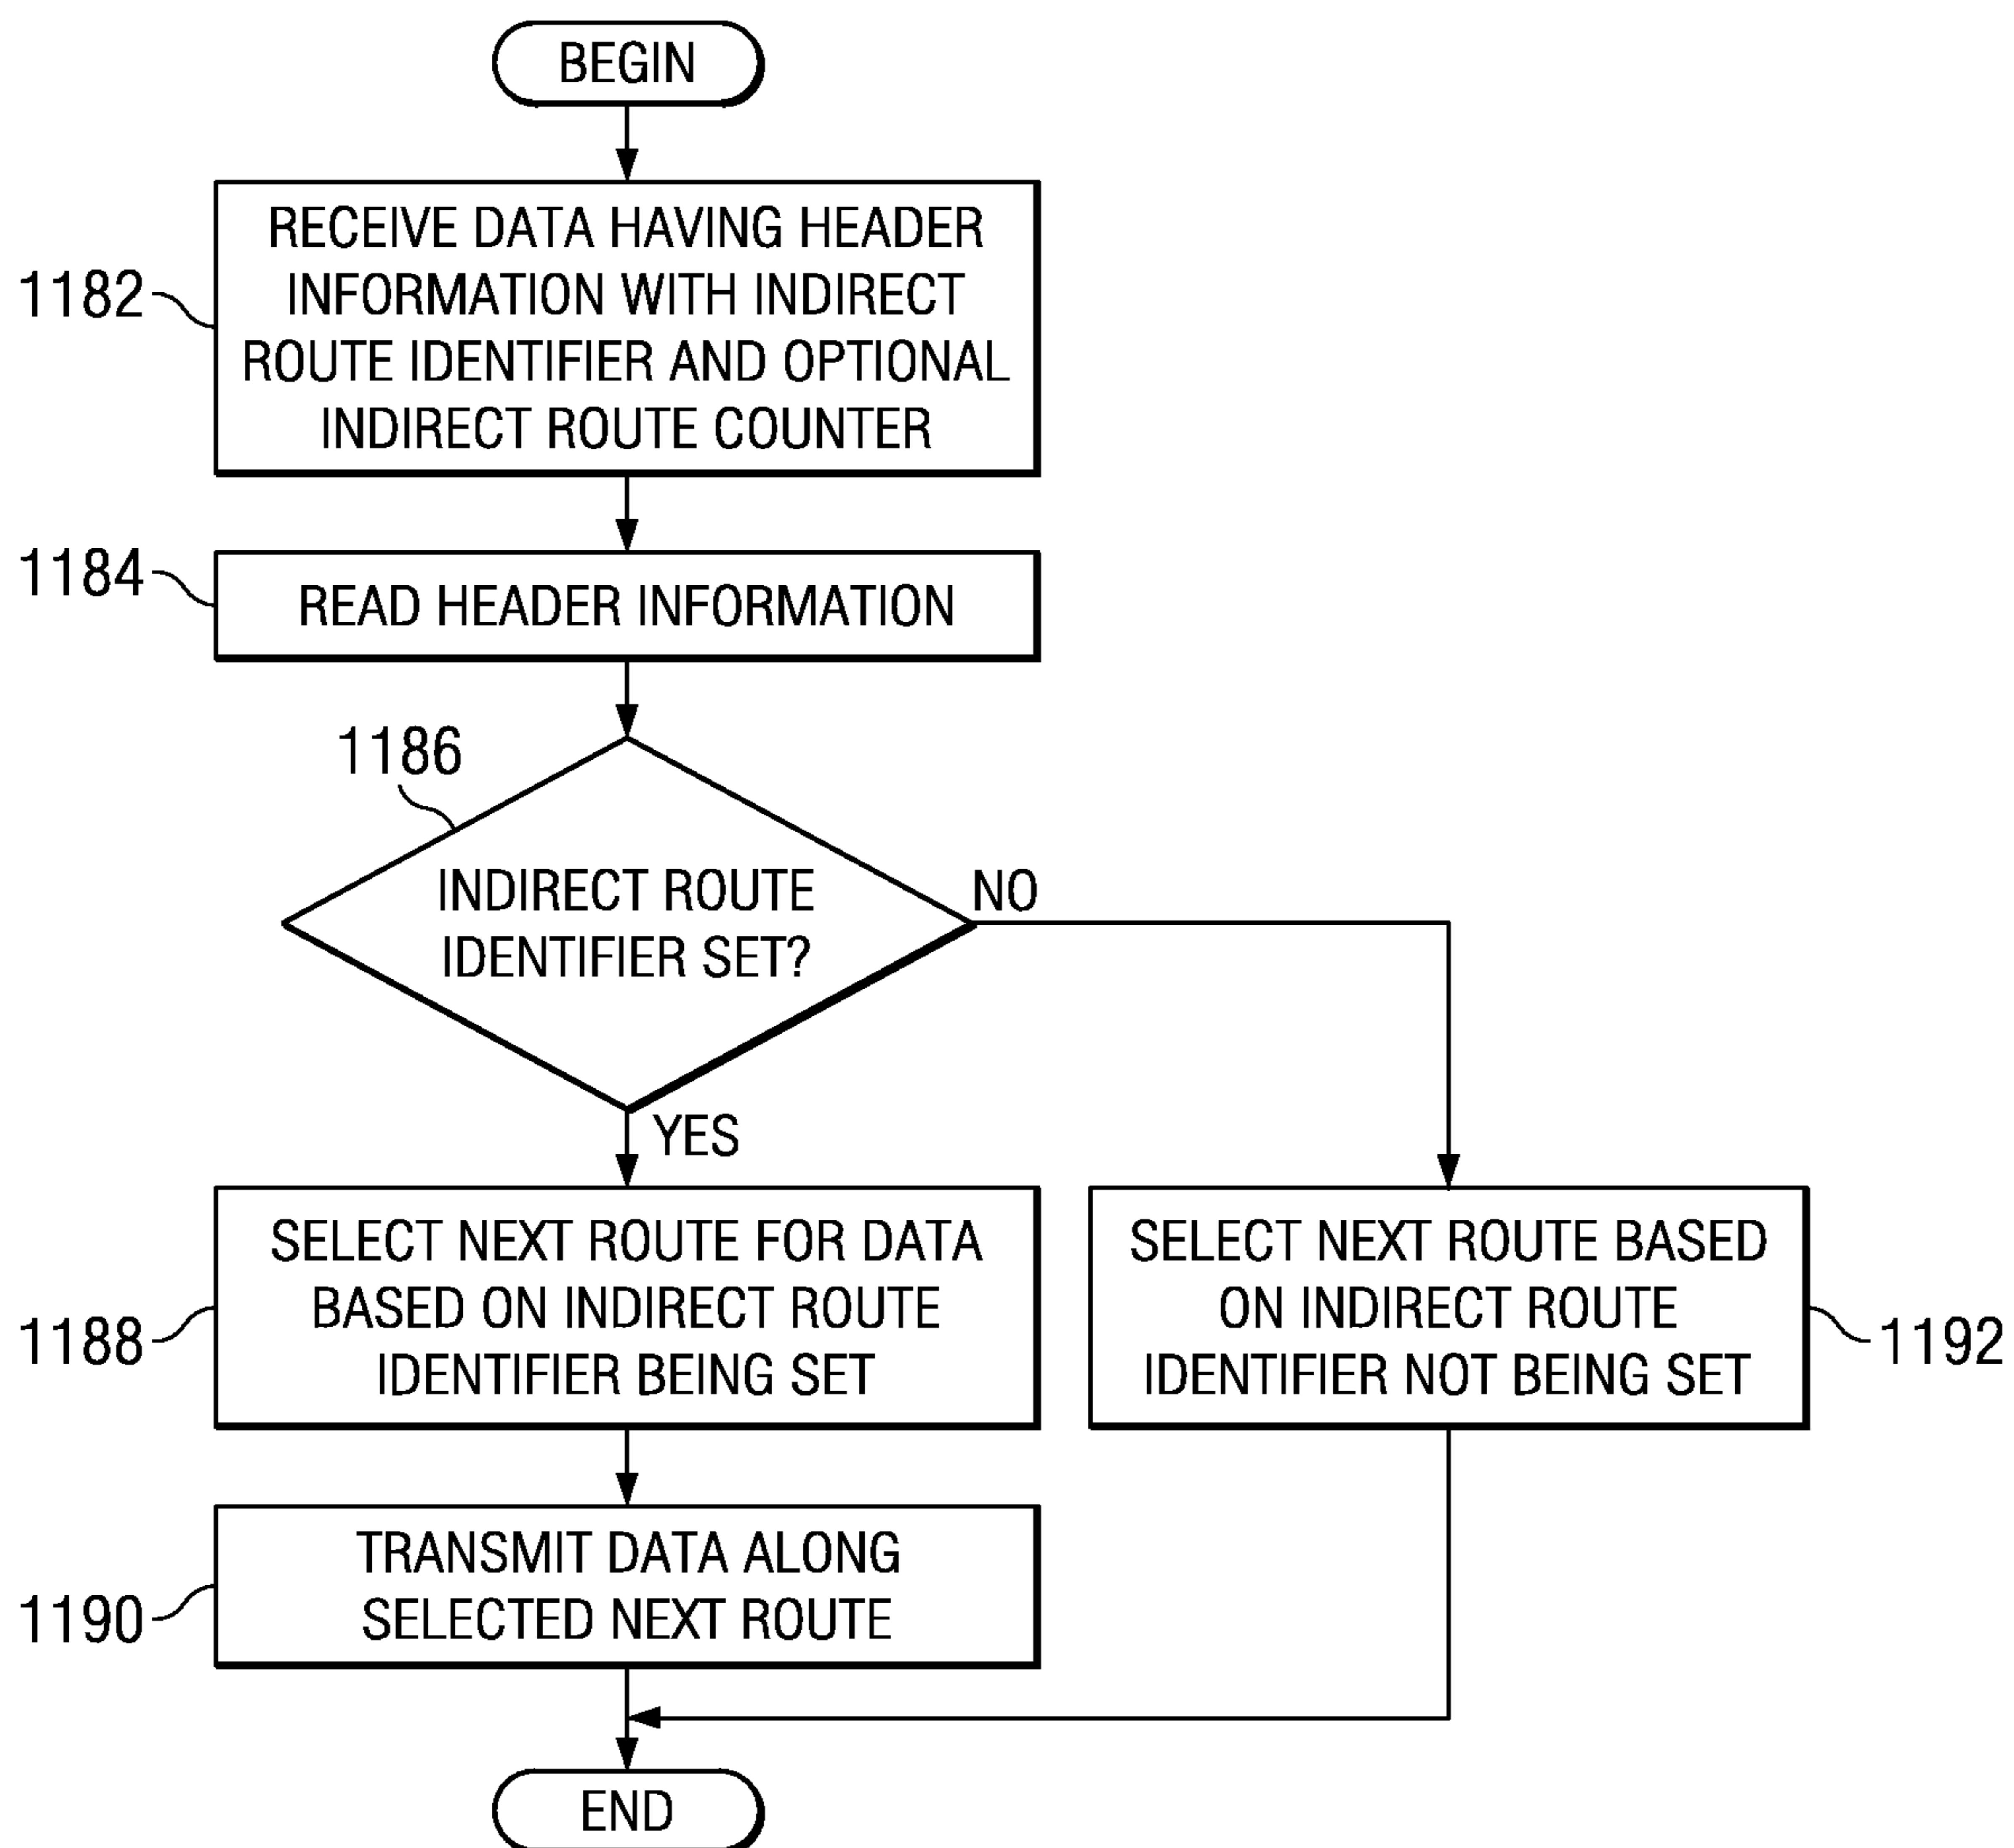 BEGIN
1182
RECEIVE DATA HAVING HEADER
INFORMATION WITH INDIRECT
ROUTE IDENTIFIER AND OPTIONAL
INDIRECT ROUTE COUNTER
1184
READ HEADER INFORMATION
1186
INDIRECT ROUTE
IDENTIFIER SET?
NO
YES
1188
SELECT NEXT ROUTE FOR DATA
BASED ON INDIRECT ROUTE
IDENTIFIER BEING SET
SELECT NEXT ROUTE BASED
ON INDIRECT ROUTE
IDENTIFIER NOT BEING SET
1192
1190
TRANSMIT DATA ALONG
SELECTED NEXT ROUTE
END